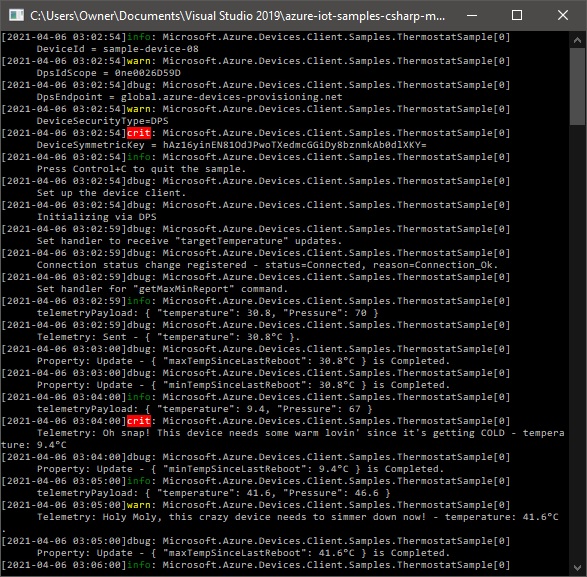 C:\Users\Owner\Documents\Visual Studio 2019\azure-iot-samples-csharp-m...
[2021-04-06 03:02:54]info: Microsoft.Azure.Devices.Client.Samples.ThermostatSample[0]
DeviceId = sample-device-08
[2021-04-06 03:02:54]warn: Microsoft.Azure.Devices.Client.Samples.ThermostatSample[0]
DpsIdScope = 0ne0026D59D
[2021-04-06 03:02:54]dbug: Microsoft.Azure.Devices.Client.Samples.ThermostatSample[0]
DpsEndpoint = global.azure-devices-provisioning.net
[2021-04-06 03:02:54]warn: Microsoft.Azure.Devices.Client.Samples.ThermostatSample[0]
DeviceSecurityType=DPS
[2021-04-06 03:02:54]crit: Microsoft.Azure.Devices.Client.Samples.ThermostatSample[0]
DeviceSymmetricKey = hAz16yinEN81OdJPwoTXedmcGGiDy8bznmkAb0dlXKY=
[2021-04-06 03:02:54]info: Microsoft.Azure.Devices.Client.Samples.ThermostatSample[0]
Press Control+C to quit the sample.
[2021-04-06 03:02:54]dbug: Microsoft.Azure.Devices.Client.Samples.ThermostatSample[0]
Set up the device client.
[2021-04-06 03:02:54]dbug: Microsoft.Azure.Devices.Client.Samples.ThermostatSample[0]
Initializing via DPS
[2021-04-06 03:02:59]dbug: Microsoft.Azure.Devices.Client.Samples.ThermostatSample[0]
Set handler to receive "targetTemperature" updates.
[2021-04-06 03:02:59]dbug: Microsoft.Azure.Devices.Client.Samples.ThermostatSample[0]
Connection status change registered - status=Connected, reason=Connection_Ok.
[2021-04-06 03:02:59]dbug: Microsoft.Azure.Devices.Client.Samples.ThermostatSample[0]
Set handler for "getMaxMinReport" command.
[2021-04-06 03:02:59]info: Microsoft.Azure.Devices.Client.Samples.ThermostatSample[0]
telemetryPayload: { "temperature": 30.8, "Pressure": 70 }
[2021-04-06 03:02:59]dbug: Microsoft.Azure.Devices.Client.Samples.ThermostatSample[0]
Telemetry: Sent - { "temperature": 30.8°C }.
[2021-04-06 03:03:00]dbug: Microsoft.Azure.Devices.Client.Samples.ThermostatSample[0]
Property: Update - { "maxTempSinceLastReboot": 30.8°C } is Completed.
[2021-04-06 03:03:00]dbug: Microsoft.Azure.Devices.Client.Samples.ThermostatSample[0]
Property: Update - { "minTempSinceLastReboot": 30.8°C } is Completed.
[2021-04-06 03:04:00]info: Microsoft.Azure.Devices.Client.Samples.ThermostatSample[0]
telemetryPayload: { "temperature": 9.4, "Pressure": 67 }
[2021-04-06 03:04:00]crit: Microsoft.Azure.Devices.Client.Samples.ThermostatSample[0]
Telemetry: Oh snap! This device needs some warm lovin' since it's getting COLD - tempera
ture: 9.4°C
[2021-04-06 03:04:00]dbug: Microsoft.Azure.Devices.Client.Samples.ThermostatSample[0]
Property: Update - { "minTempSinceLastReboot": 9.4°C } is Completed.
[2021-04-06 03:05:00]info: Microsoft.Azure.Devices.Client.Samples.ThermostatSample[0]
telemetryPayload: { "temperature": 41.6, "Pressure": 46.6 }
[2021-04-06 03:05:00]warn: Microsoft.Azure.Devices.Client.Samples.ThermostatSample[0]
Telemetry: Holy Moly, this crazy device needs to simmer down now! - temperature: 41.6°C
.
[2021-04-06 03:05:00]dbug: Microsoft.Azure.Devices.Client.Samples.ThermostatSample[0]
Property: Update - { "maxTempSinceLastReboot": 41.6°C } is Completed.
[2021-04-06 03:06:00]info: Microsoft.Azure.Devices.Client.Samples.ThermostatSample[0]